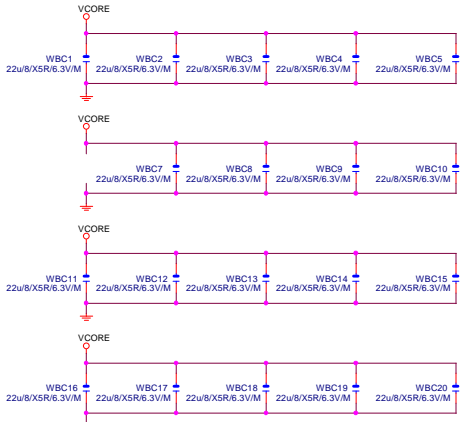 VCORE
WBC1 WBC2 WBC3 WBC4 WBC5
22u/8/X5R/6.3V/M 22u/8/X5R/6.3V/M 22u/8/X5R/6.3V/M 22u/8/X5R/6.3V/M 22u/8/X5R/6.3V/M
VCORE
WBC7 WBC8 WBC9 WBC10
22u/8/X5R/6.3V/M 22u/8/X5R/6.3V/M 22u/8/X5R/6.3V/M 22u/8/X5R/6.3V/M
VCORE
WBC11 WBC12 WBC13 WBC14 WBC15
22u/8/X5R/6.3V/M 22u/8/X5R/6.3V/M 22u/8/X5R/6.3V/M 22u/8/X5R/6.3V/M 22u/8/X5R/6.3V/M
VCORE
WBC16 WBC17 WBC18 WBC19 WBC20
22u/8/X5R/6.3V/M 22u/8/X5R/6.3V/M 22u/8/X5R/6.3V/M 22u/8/X5R/6.3V/M 22u/8/X5R/6.3V/M